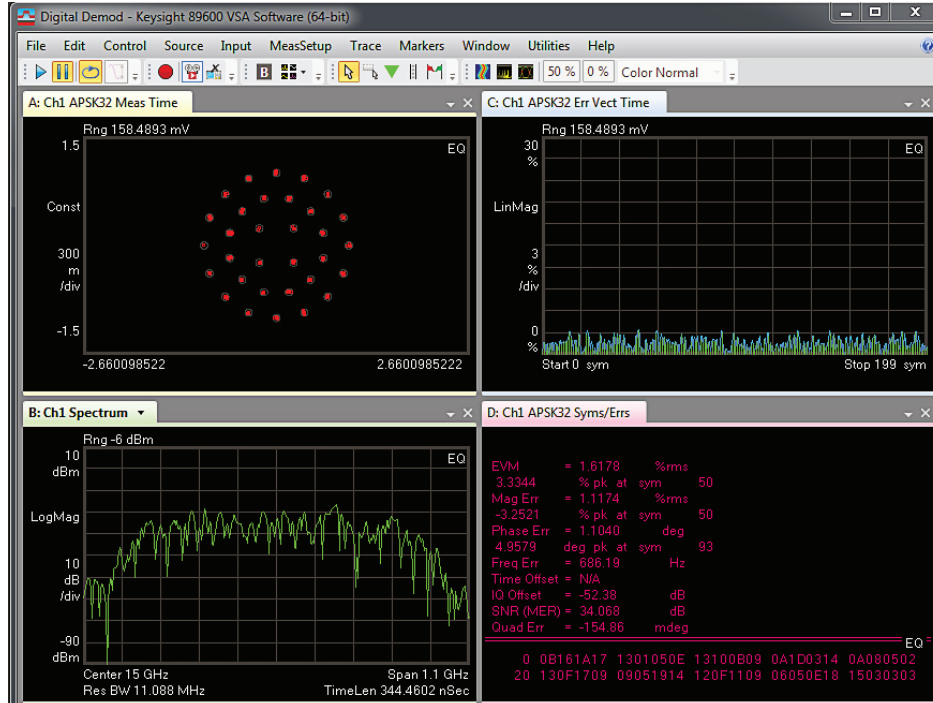 Digital Demod - Keysight 89600 VSA Software (64-bit)
File Edit Control Source Input MeasSetup Trace Markers Window Utilities Help
B 50 % 0 % Color Normal
A: Ch1 APSK32 Meas Time
Rng 158.4893 mV
1.5
EQ
Const
300
m
/div
-1.5
-2.6600985222 2.6600985222
C: Ch1 APSK32 Err Vect Time
Rng 158.4893 mV
30
%
EQ
LinMag
3
%
/div
0
%
Start 0 sym Stop 199 sym
B: Ch1 Spectrum
Rng -6 dBm
10
dBm
EQ
LogMag
10
dB
/div
-90
dBm
Center 15 GHz Span 1.1 GHz
Res BW 11.088 MHz TimeLen 344.4602 nSec
D: Ch1 APSK32 Syms/Errs
EVM = 1.6178 %rms
3.3344 % pk at sym 50
Mag Err = 1.1174 %rms
-3.2521 % pk at sym 50
Phase Err = 1.1040 deg
4.9579 deg pk at sym 93
Freq Err = 686.19 Hz
Time Offset = N/A
IQ Offset = -52.38 dB
SNR (MER) = 34.068 dB
Quad Err = -154.86 mdeg
EQ
0 0B161A17 1301050E 13100B09 0A1D0314 0A080502
20 130F1709 09051914 120F1109 06050E18 15030303